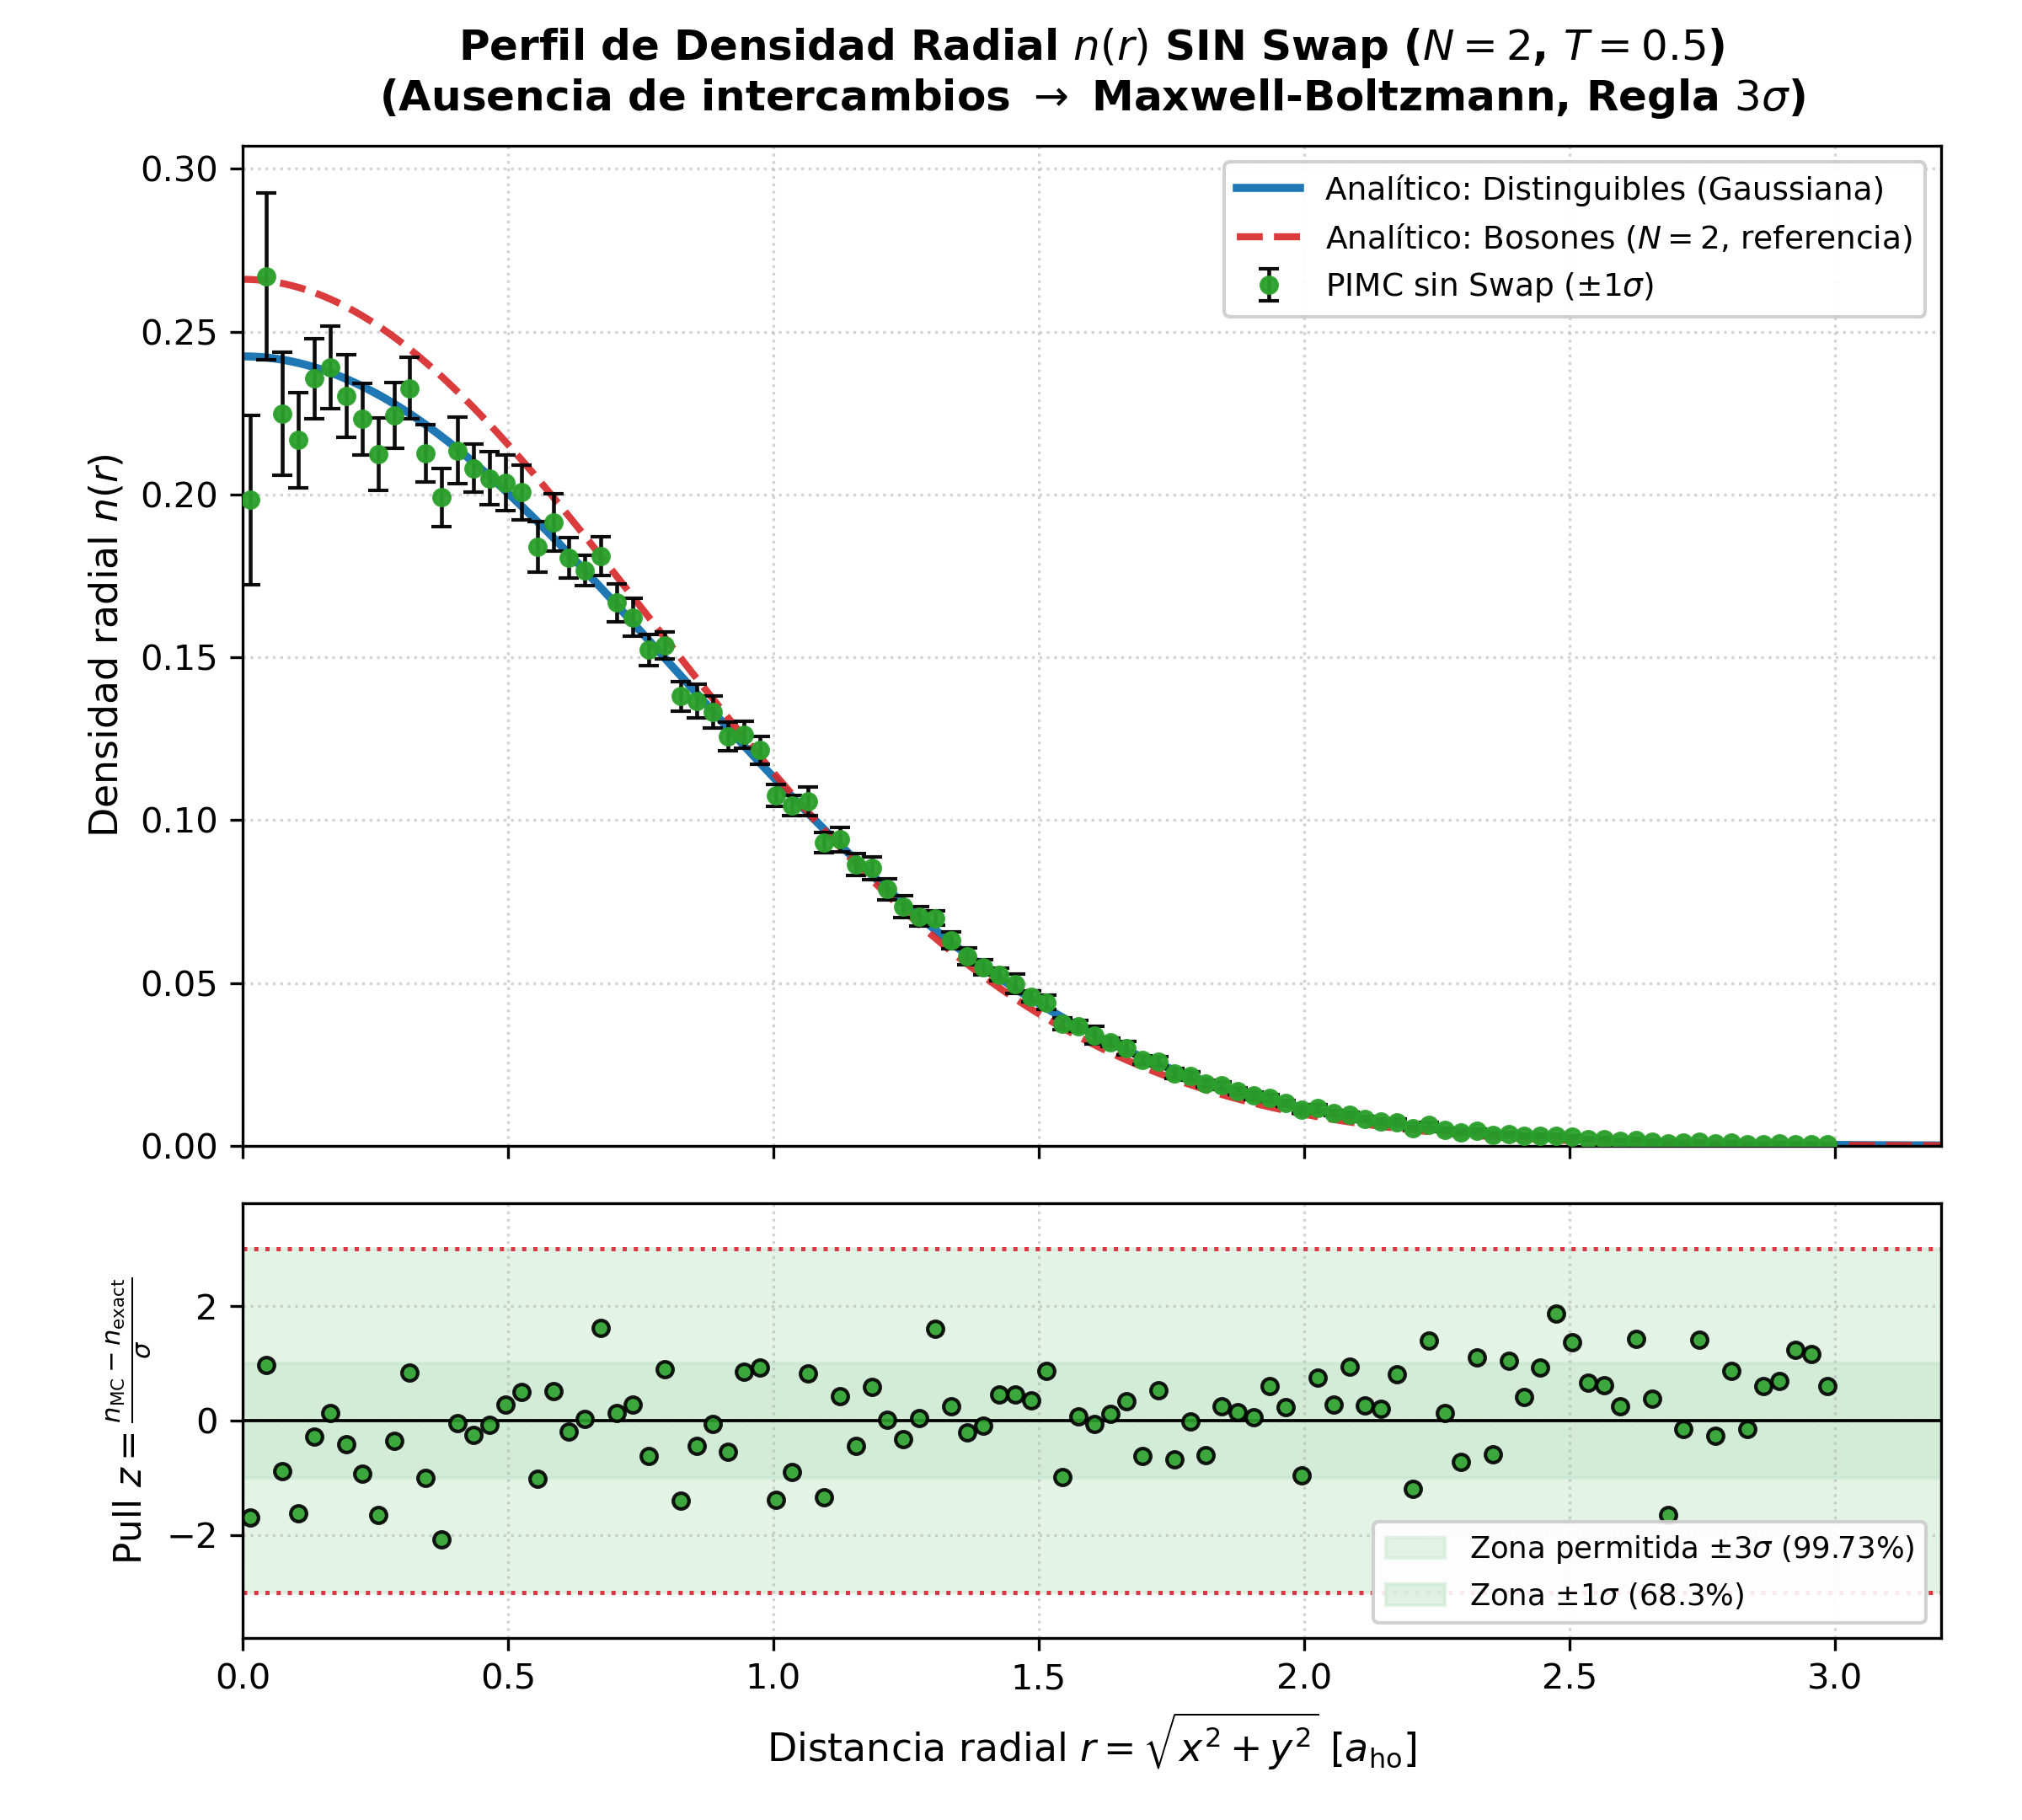 Perfil de Densidad Radial n(r) SIN Swap (N = 2, T = 0.5)
(Ausencia de intercambios → Maxwell-Boltzmann, Regla 3σ)
Densidad radial n(r)
0.30
0.25
0.20
0.15
0.10
0.05
0.00
Analítico: Distinguibles (Gaussiana)
Analítico: Bosones (N = 2, referencia)
PIMC sin Swap (±1σ)
Pull z = (n_MC − n_exact) / σ
2
0
−2
Zona permitida ±3σ (99.73%)
Zona ±1σ (68.3%)
0.0 0.5 1.0 1.5 2.0 2.5 3.0
Distancia radial r = √(x² + y²) [a_ho]